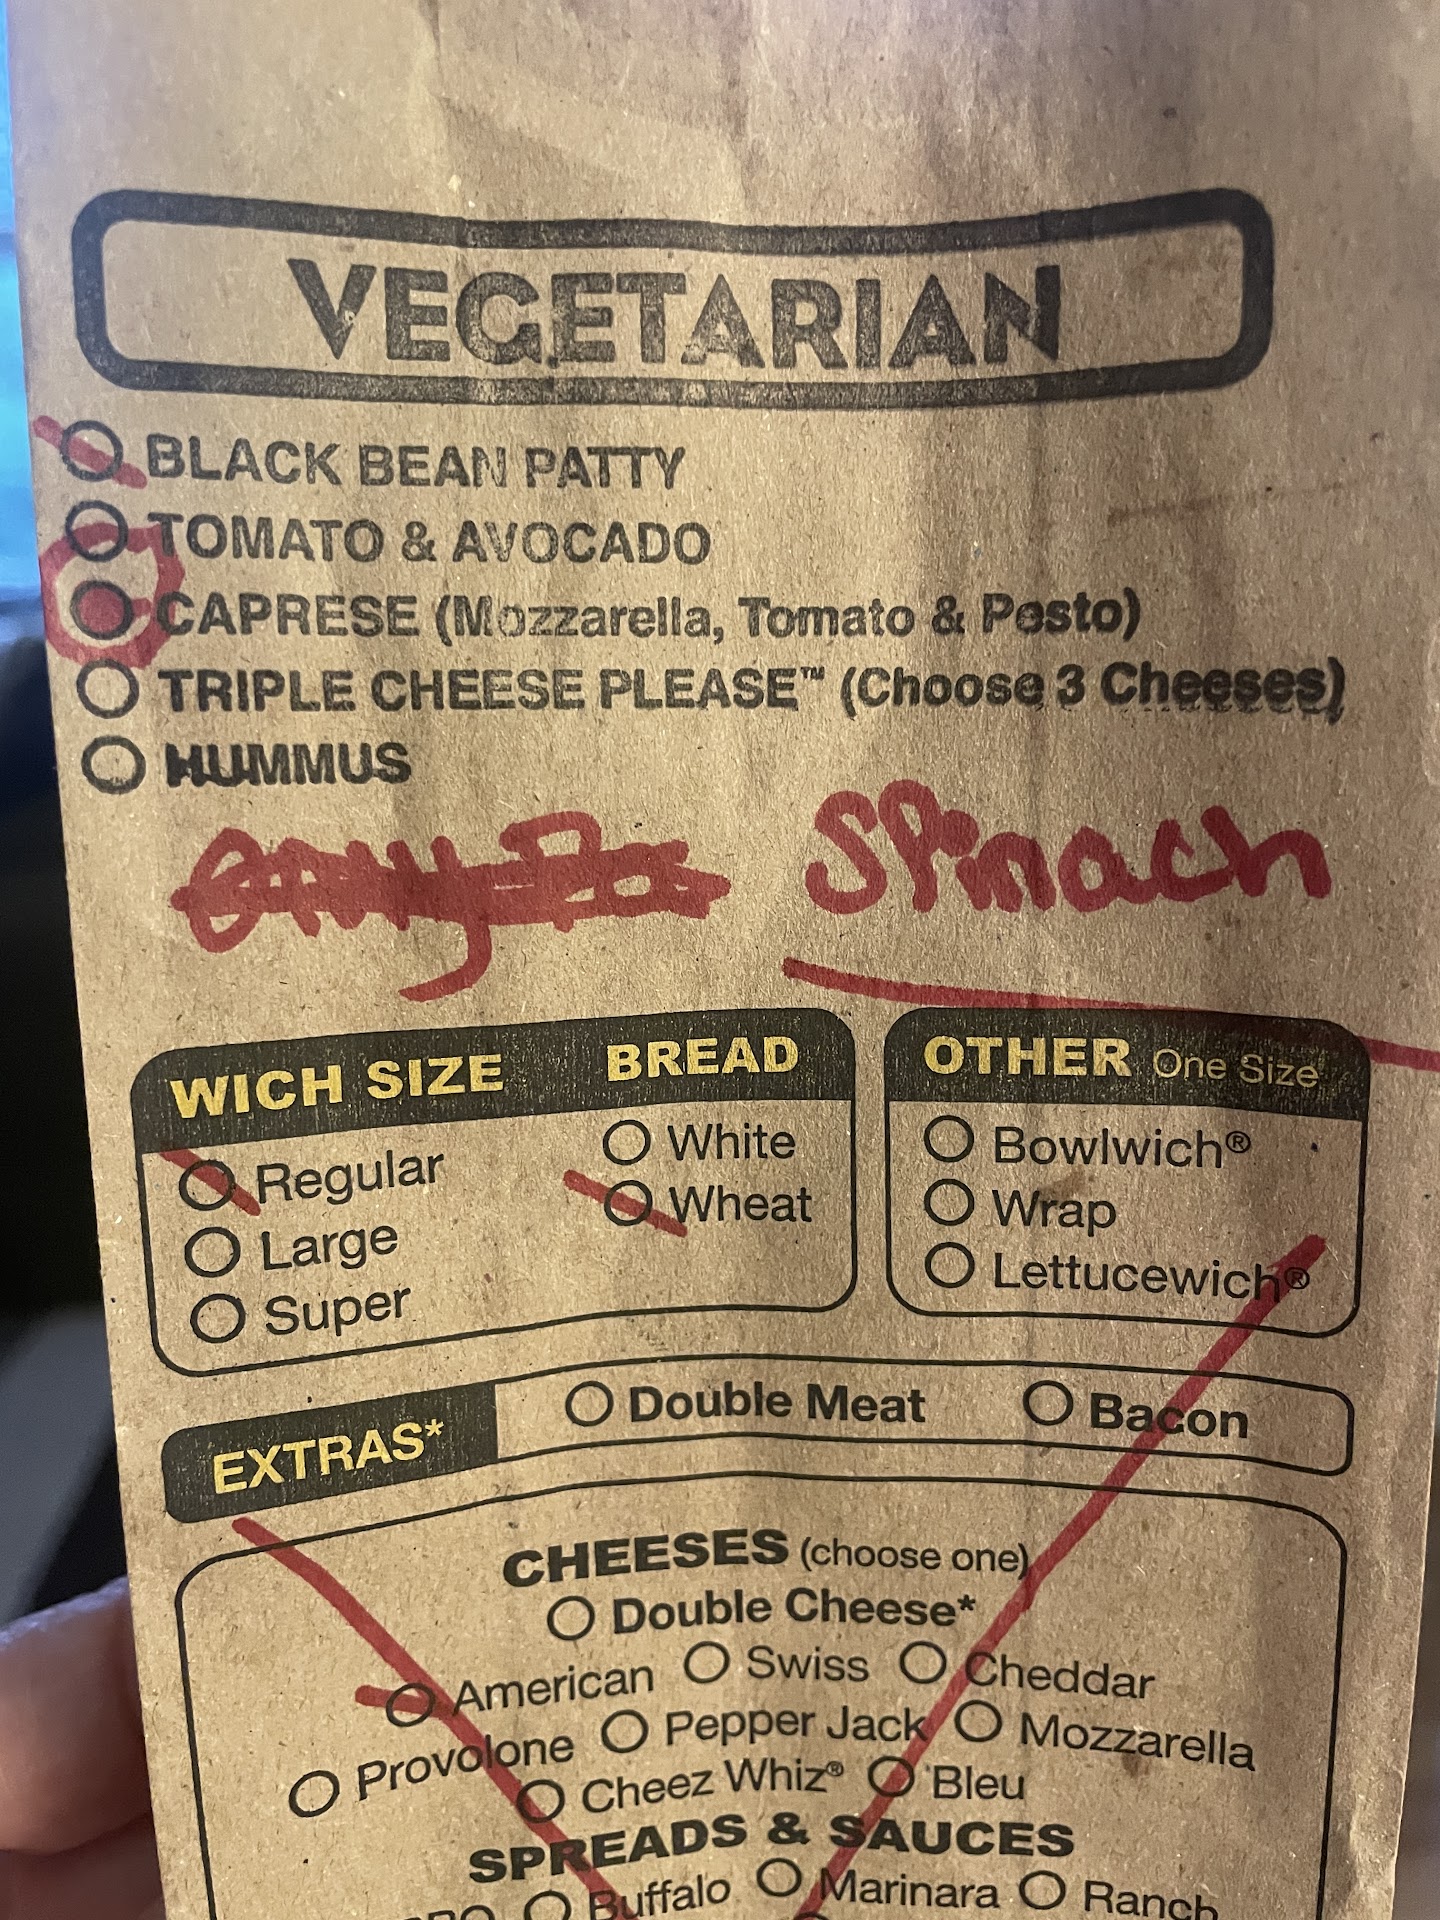 VEGETARIAN
BLACK BEAN PATTY
TOMATO & AVOCADO
CAPRESE (Mozzarella, Tomato & Pesto)
TRIPLE CHEESE PLEASE™ (Choose 3 Cheeses)
HUMMUS
Spinach
WICH SIZE BREAD
Regular White
Large Wheat
Super
OTHER One Size
Bowlwich®
Wrap
Lettucewich®
EXTRAS* Double Meat Bacon
CHEESES (choose one)
Double Cheese*
American Swiss Cheddar
Provolone Pepper Jack Mozzarella
Cheez Whiz® Bleu
SPREADS & SAUCES
Buffalo Marinara Ranch